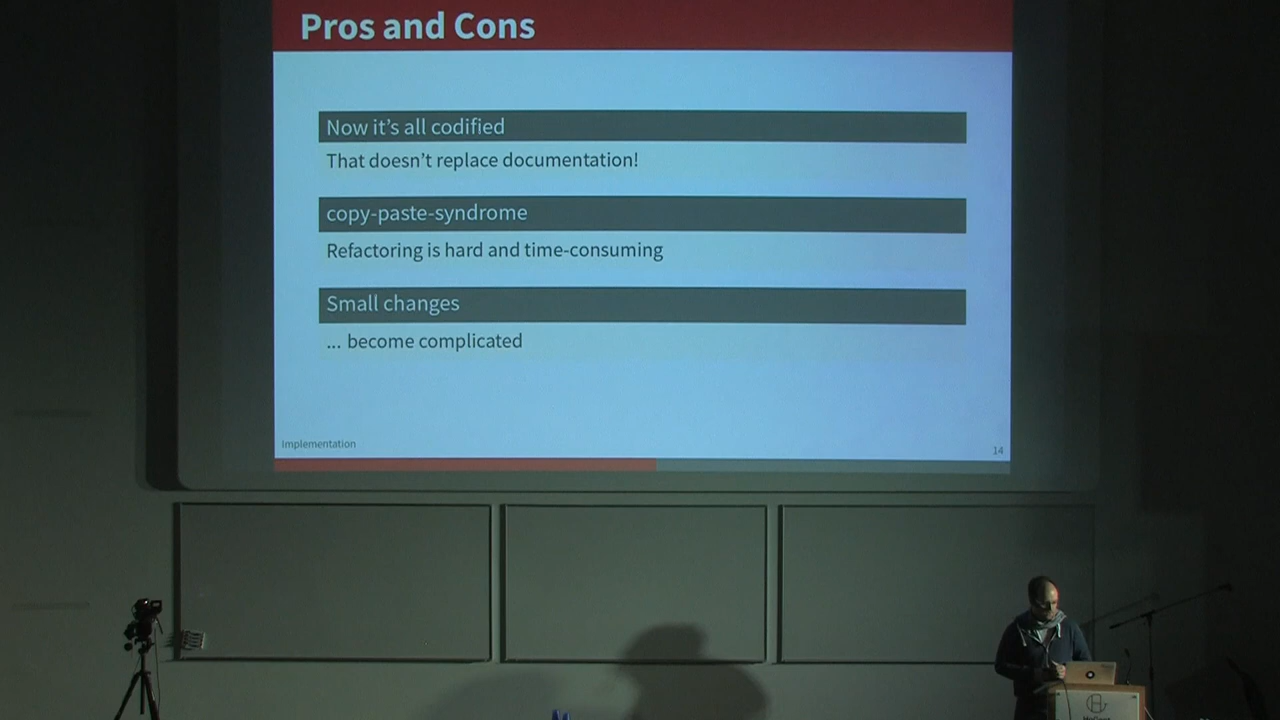 Pros and Cons
Now it's all codified
That doesn't replace documentation!
copy-paste-syndrome
Refactoring is hard and time-consuming
Small changes
... become complicated
Implementation
14